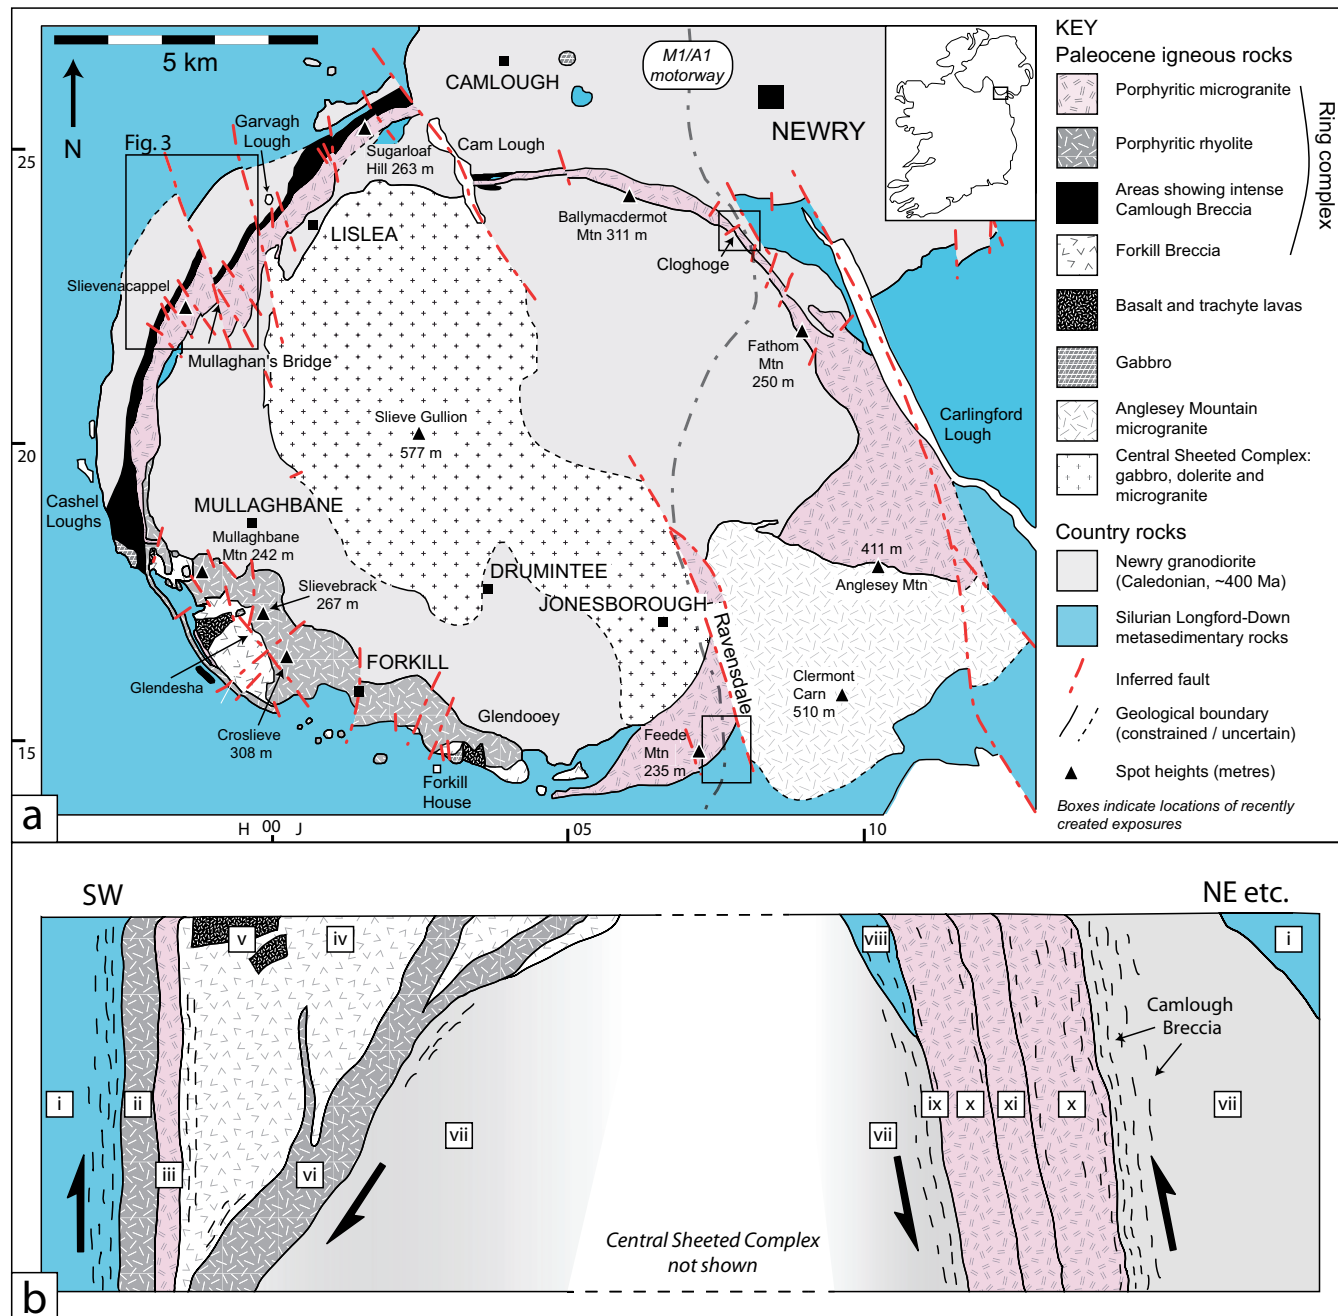 5 km
N
25
20
15
H 00 J
05
10
Fig. 3
Garvagh
Lough
CAMLOUGH
M1/A1
motorway
NEWRY
Sugarloaf
Hill 263 m
Cam Lough
LISLEA
Ballymacdermot
Mtn 311 m
Cloghoge
Slievenacappel
Mullaghan's Bridge
Fathom
Mtn
250 m
Slieve Gullion
577 m
Carlingford
Lough
Cashel
Loughs
MULLAGHBANE
Mullaghbane
Mtn 242 m
Slievebrack
267 m
DRUMINTEE
JONESBOROUGH
411 m
Anglesey Mtn
Ravensdale
Glendesha
FORKILL
Glendooey
Clermont
Carn
510 m
Croslieve
308 m
Feede
Mtn
235 m
Forkill
House
a
KEY
Paleocene igneous rocks
Porphyritic microgranite
Porphyritic rhyolite
Areas showing intense
Camlough Breccia
Forkill Breccia
Ring complex
Basalt and trachyte lavas
Gabbro
Anglesey Mountain
microgranite
Central Sheeted Complex:
gabbro, dolerite and
microgranite
Country rocks
Newry granodiorite
(Caledonian, ~400 Ma)
Silurian Longford-Down
metasedimentary rocks
Inferred fault
Geological boundary
(constrained / uncertain)
Spot heights (metres)
Boxes indicate locations of recently
created exposures
SW
NE etc.
v
iv
viii
i
Camlough
Breccia
i
ii
ix
x
xi
x
vii
iii
vi
vii
vii
Central Sheeted Complex
not shown
b